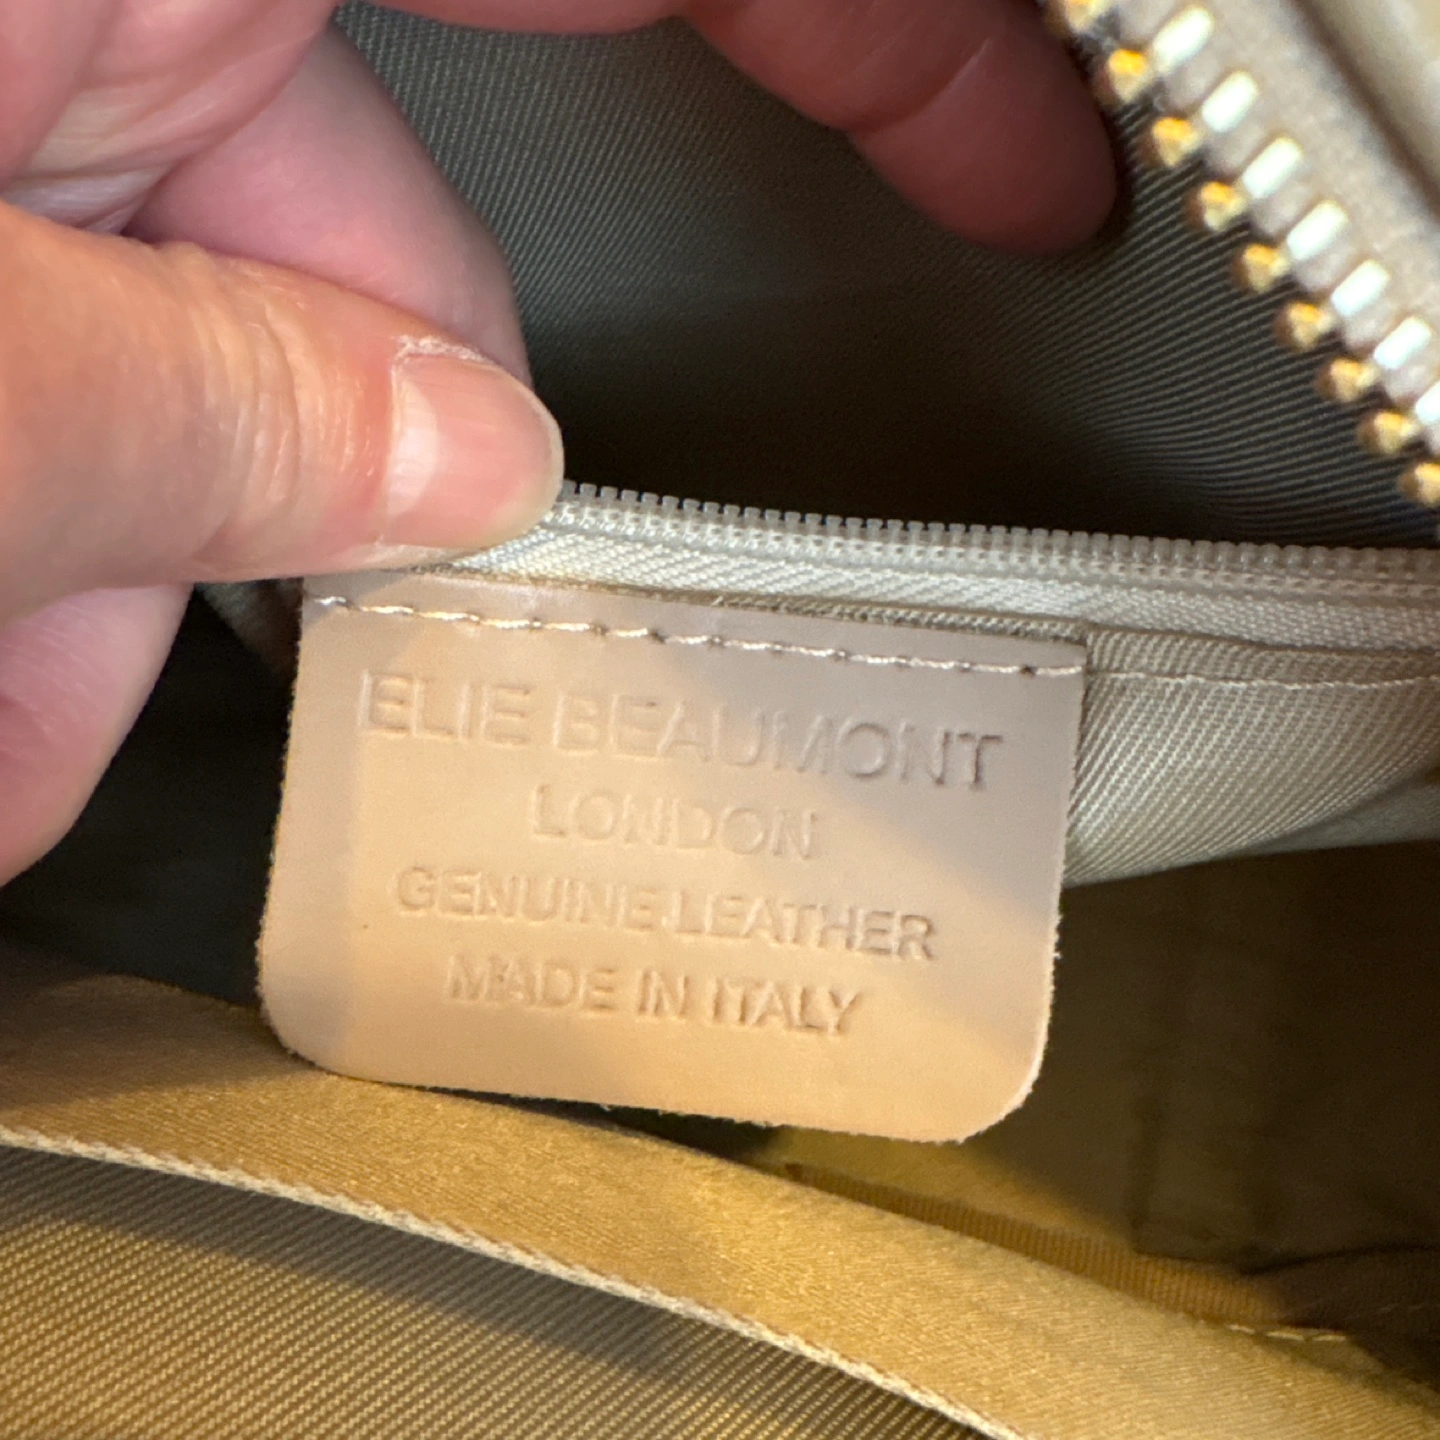 ELIE BEAUMONT
LONDON
GENUINE LEATHER
MADE IN ITALY